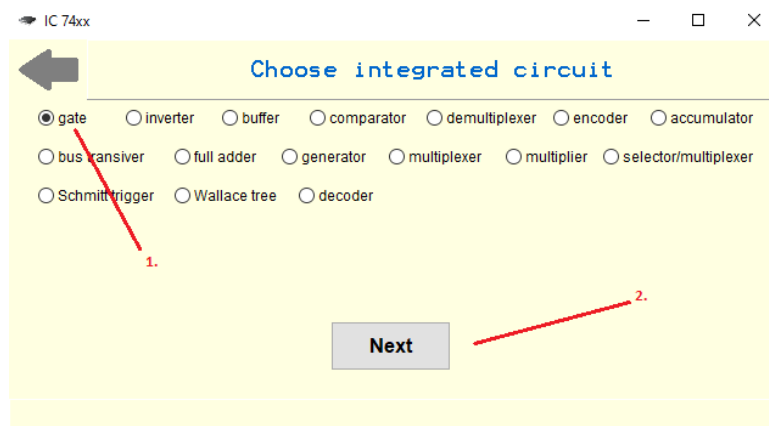 IC 74xx
Choose integrated circuit
gate inverter buffer comparator demultiplexer encoder accumulator
bus transiver full adder generator multiplexer multiplier selector/multiplexer
Schmitt trigger Wallace tree decoder
1.
2.
Next